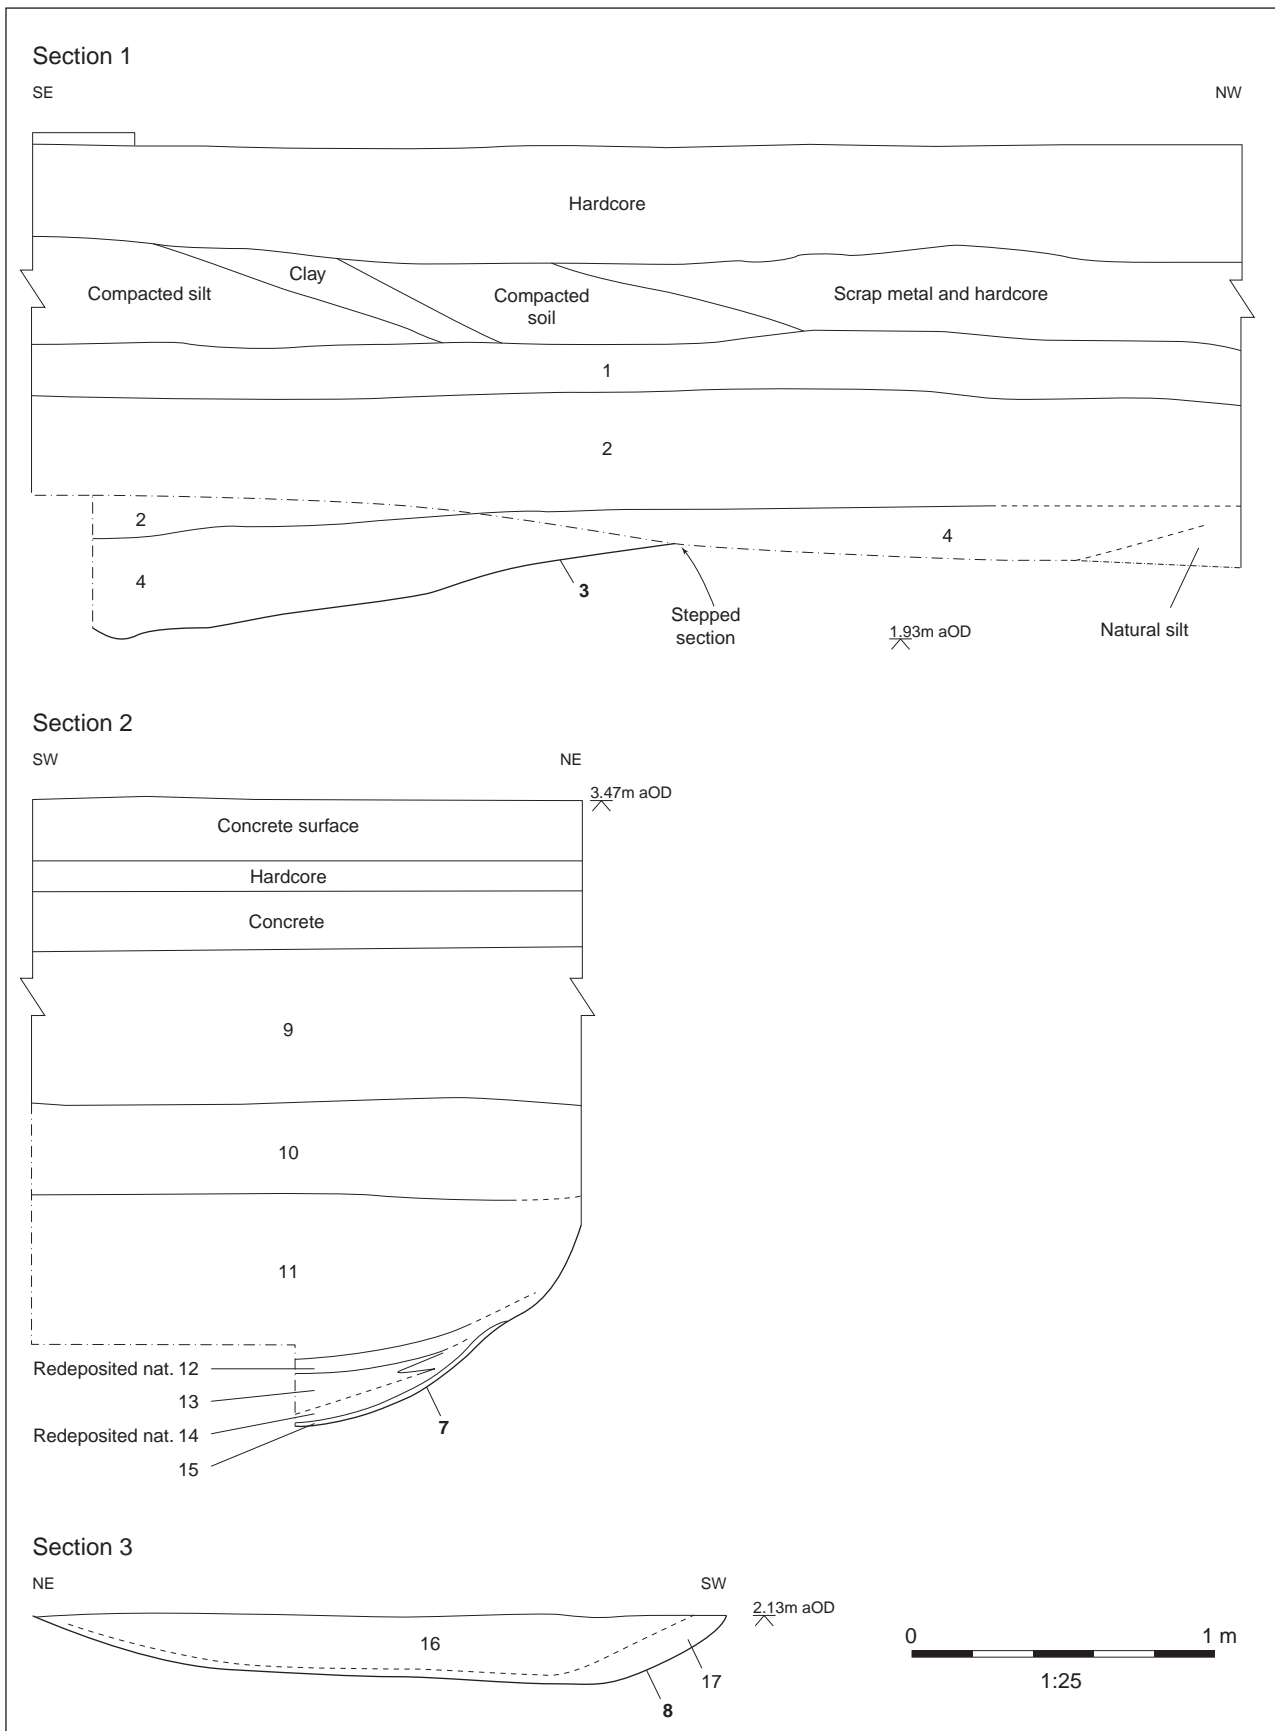 Section 1
SE
NW
Hardcore
Clay
Compacted silt
Compacted
soil
Scrap metal and hardcore
1
2
2
4
4
3
Stepped
section
1.93m aOD
Natural silt
Section 2
SW
NE
3.47m aOD
Concrete surface
Hardcore
Concrete
9
10
11
Redeposited nat. 12
13
7
Redeposited nat. 14
15
Section 3
NE
SW
2.13m aOD
16
17
8
0
1 m
1:25